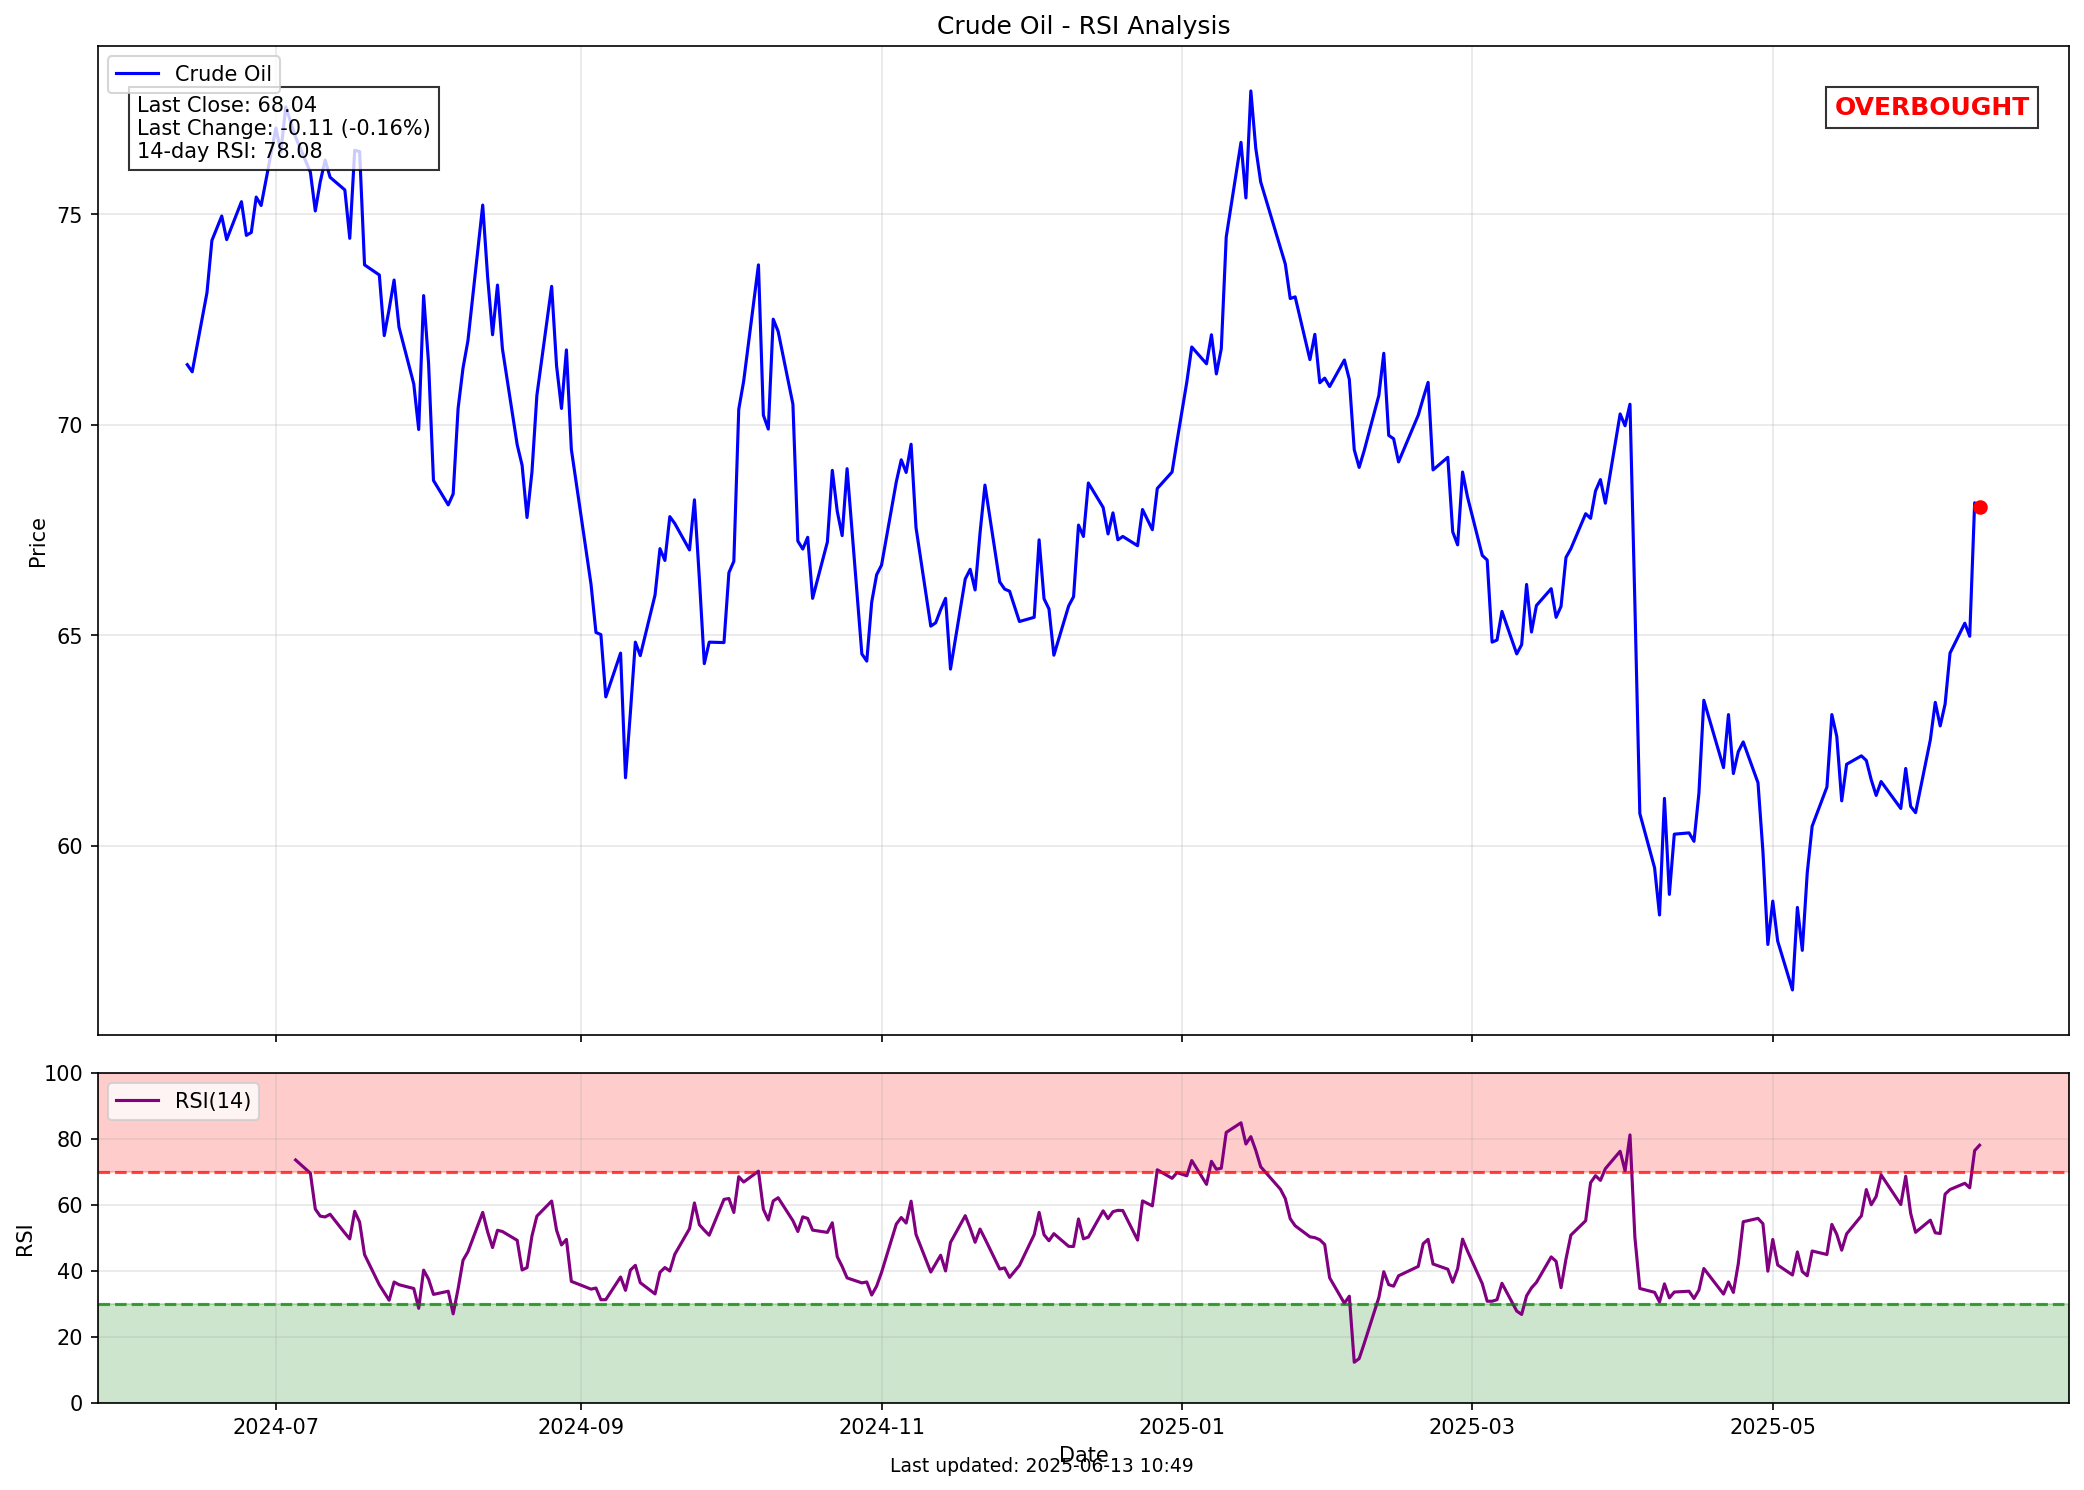 Crude Oil - RSI Analysis
Crude Oil
Last Close: 68.04
Last Change: -0.11 (-0.16%)
14-day RSI: 78.08
OVERBOUGHT
Price
75
70
65
60
RSI(14)
RSI
100
80
60
40
20
0
2024-07
2024-09
2024-11
2025-01
2025-03
2025-05
Date
Last updated: 2025-06-13 10:49